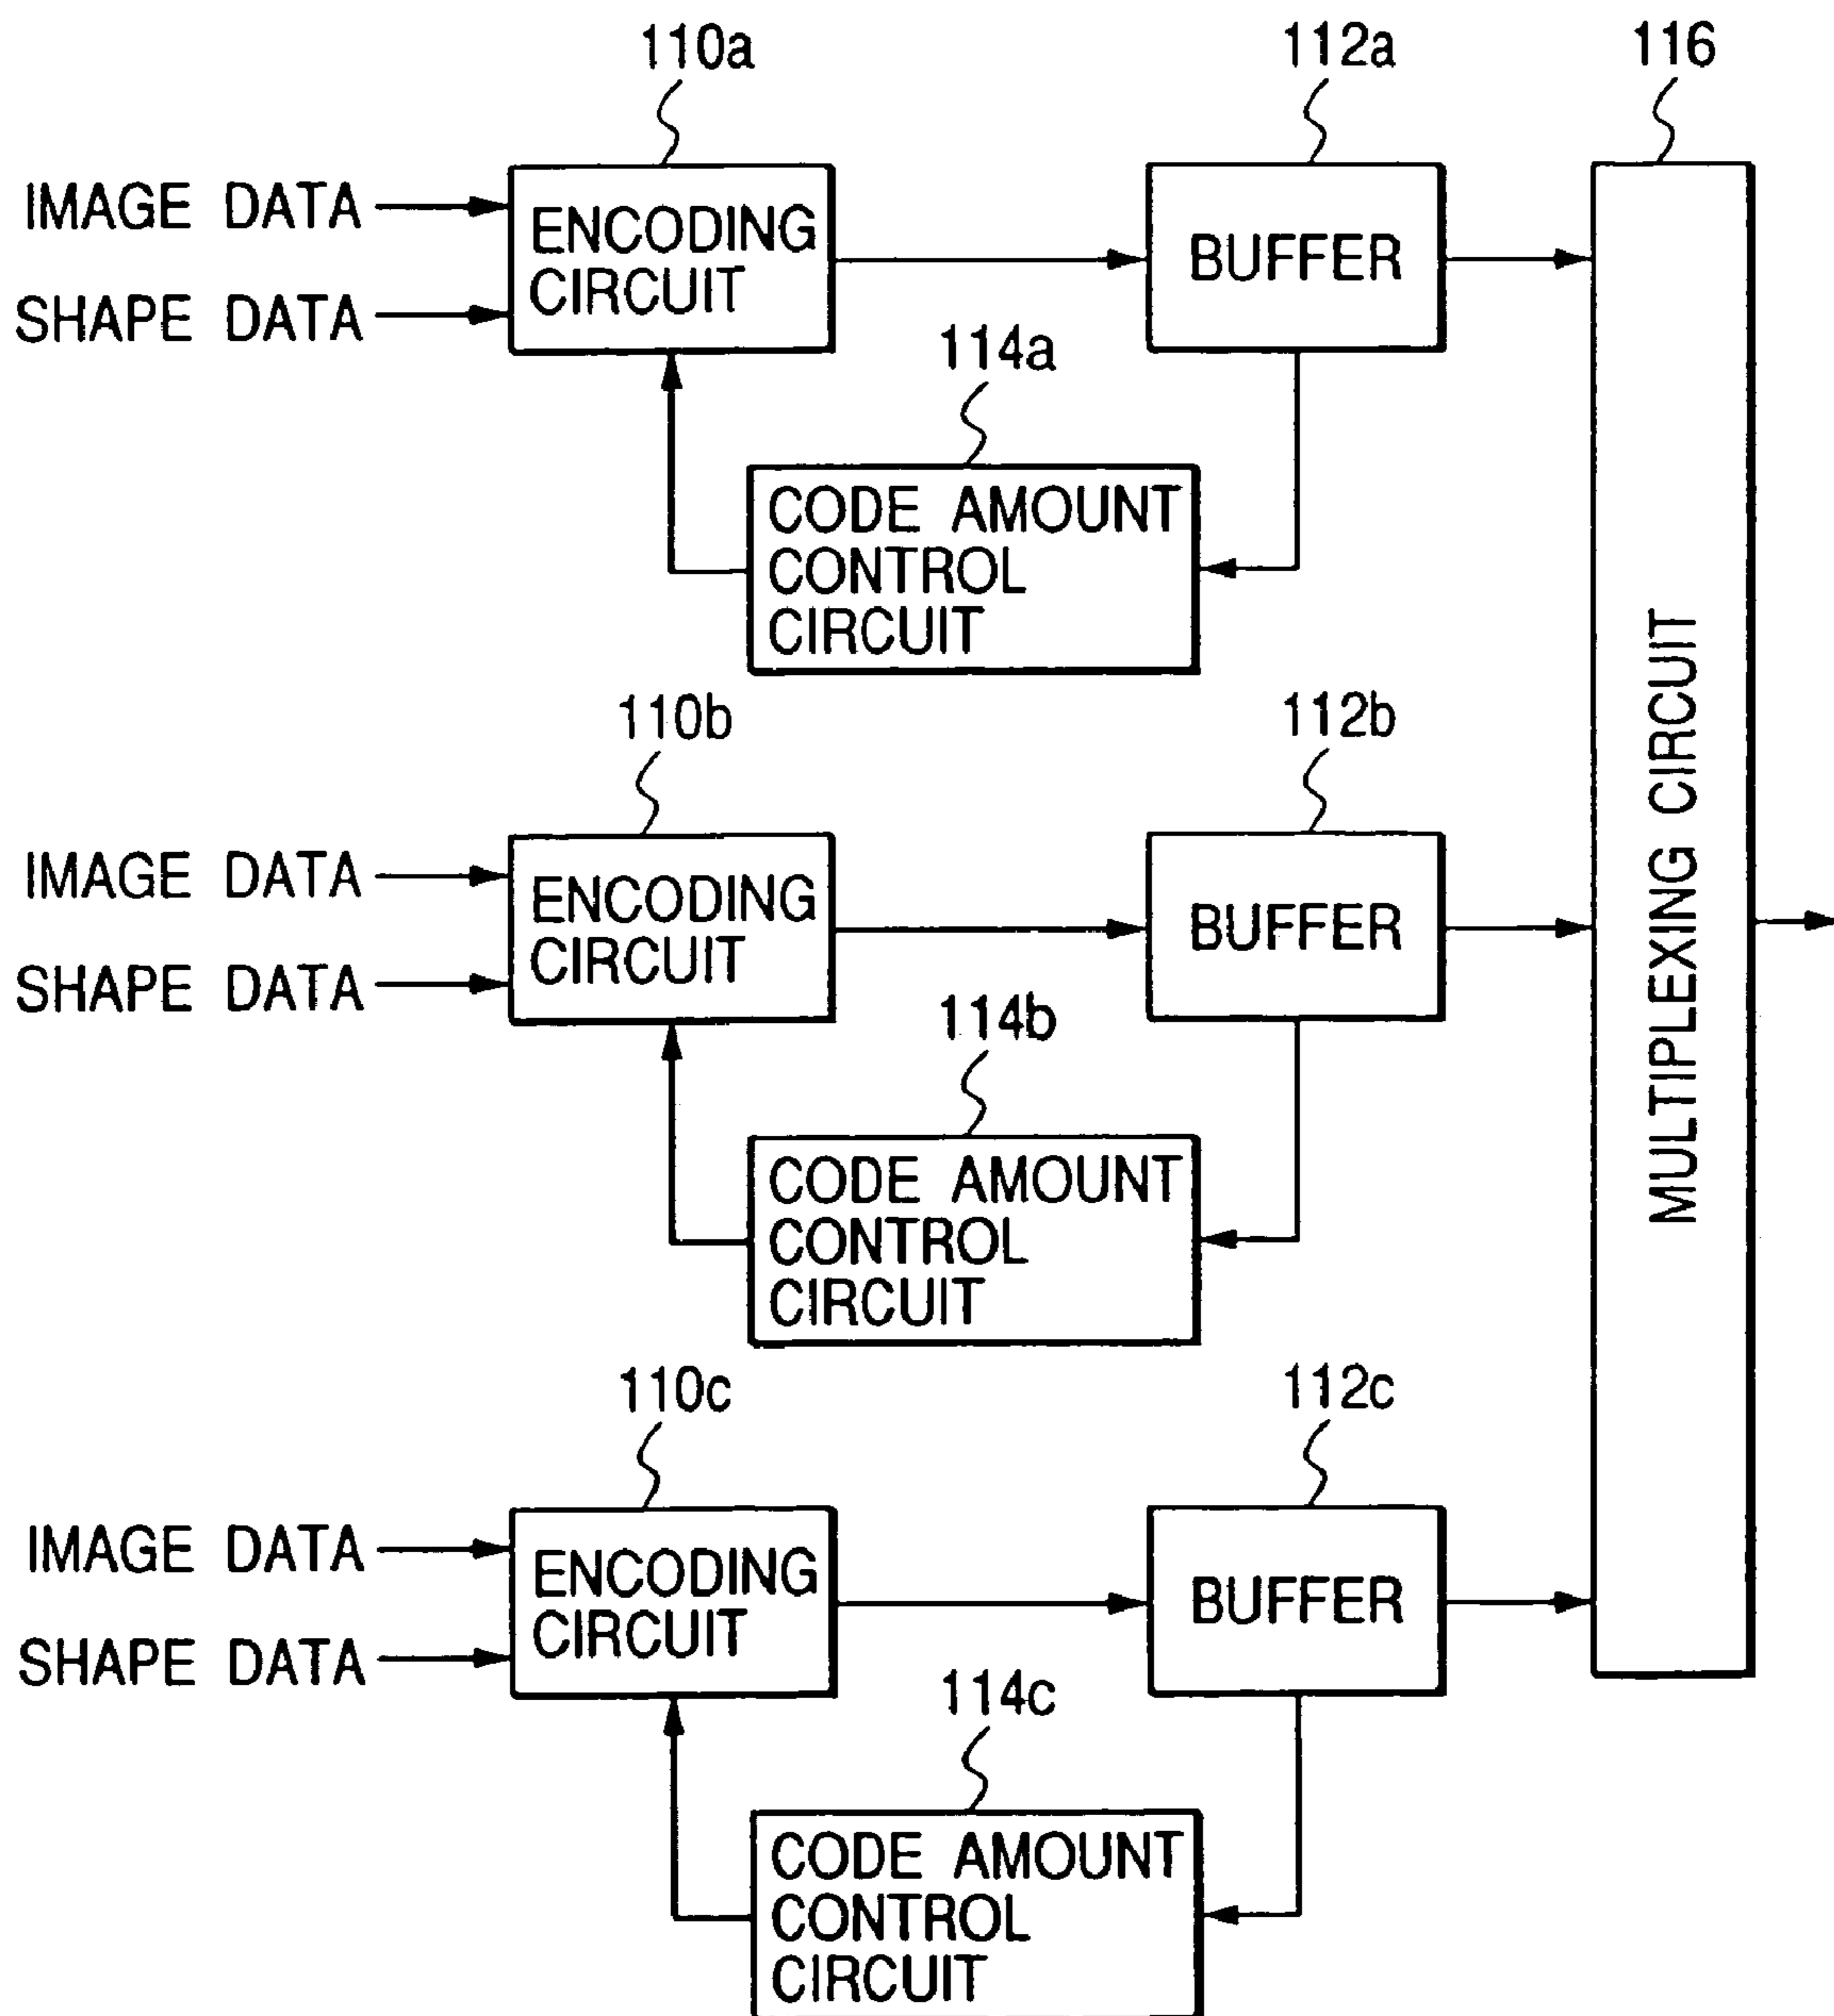 110a
112a
116
IMAGE DATA
SHAPE DATA
ENCODING
CIRCUIT
BUFFER
114a
CODE AMOUNT
CONTROL
CIRCUIT
MULTIPLEXING CIRCUIT
110b
112b
IMAGE DATA
SHAPE DATA
ENCODING
CIRCUIT
BUFFER
114b
CODE AMOUNT
CONTROL
CIRCUIT
110c
112c
IMAGE DATA
SHAPE DATA
ENCODING
CIRCUIT
BUFFER
114c
CODE AMOUNT
CONTROL
CIRCUIT